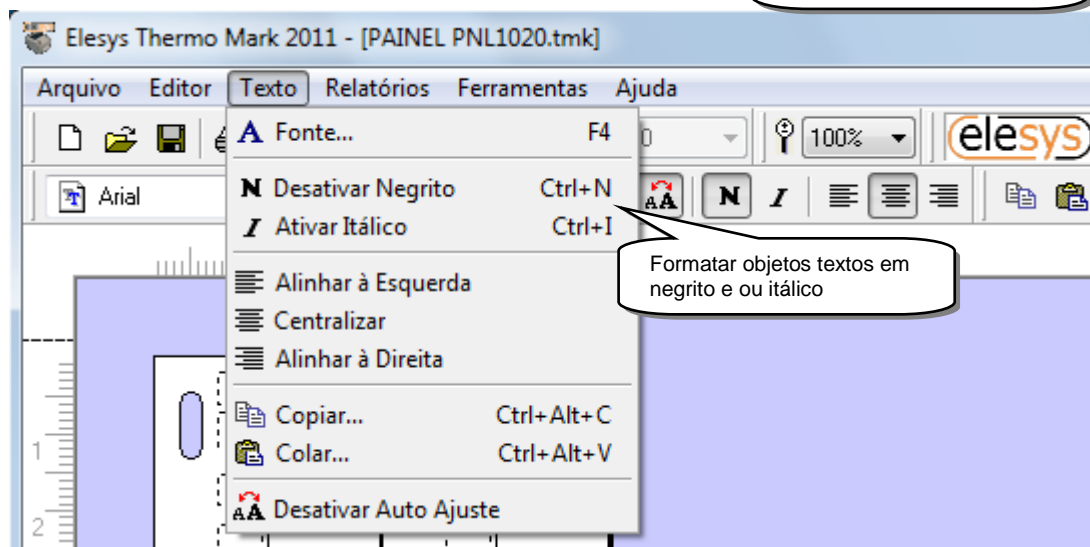 Elesys Thermo Mark 2011 - [PAINEL PNL1020.tmk]
Arquivo Editor Texto Relatórios Ferramentas Ajuda
A Fonte... F4
100%
elesys
Arial
N Desativar Negrito Ctrl+N
AA N I
I Ativar Itálico Ctrl+I
Formatar objetos textos em
negrito e ou itálico
Alinhar à Esquerda
Centralizar
Alinhar à Direita
Copiar... Ctrl+Alt+C
1
Colar... Ctrl+Alt+V
AA Desativar Auto Ajuste
2